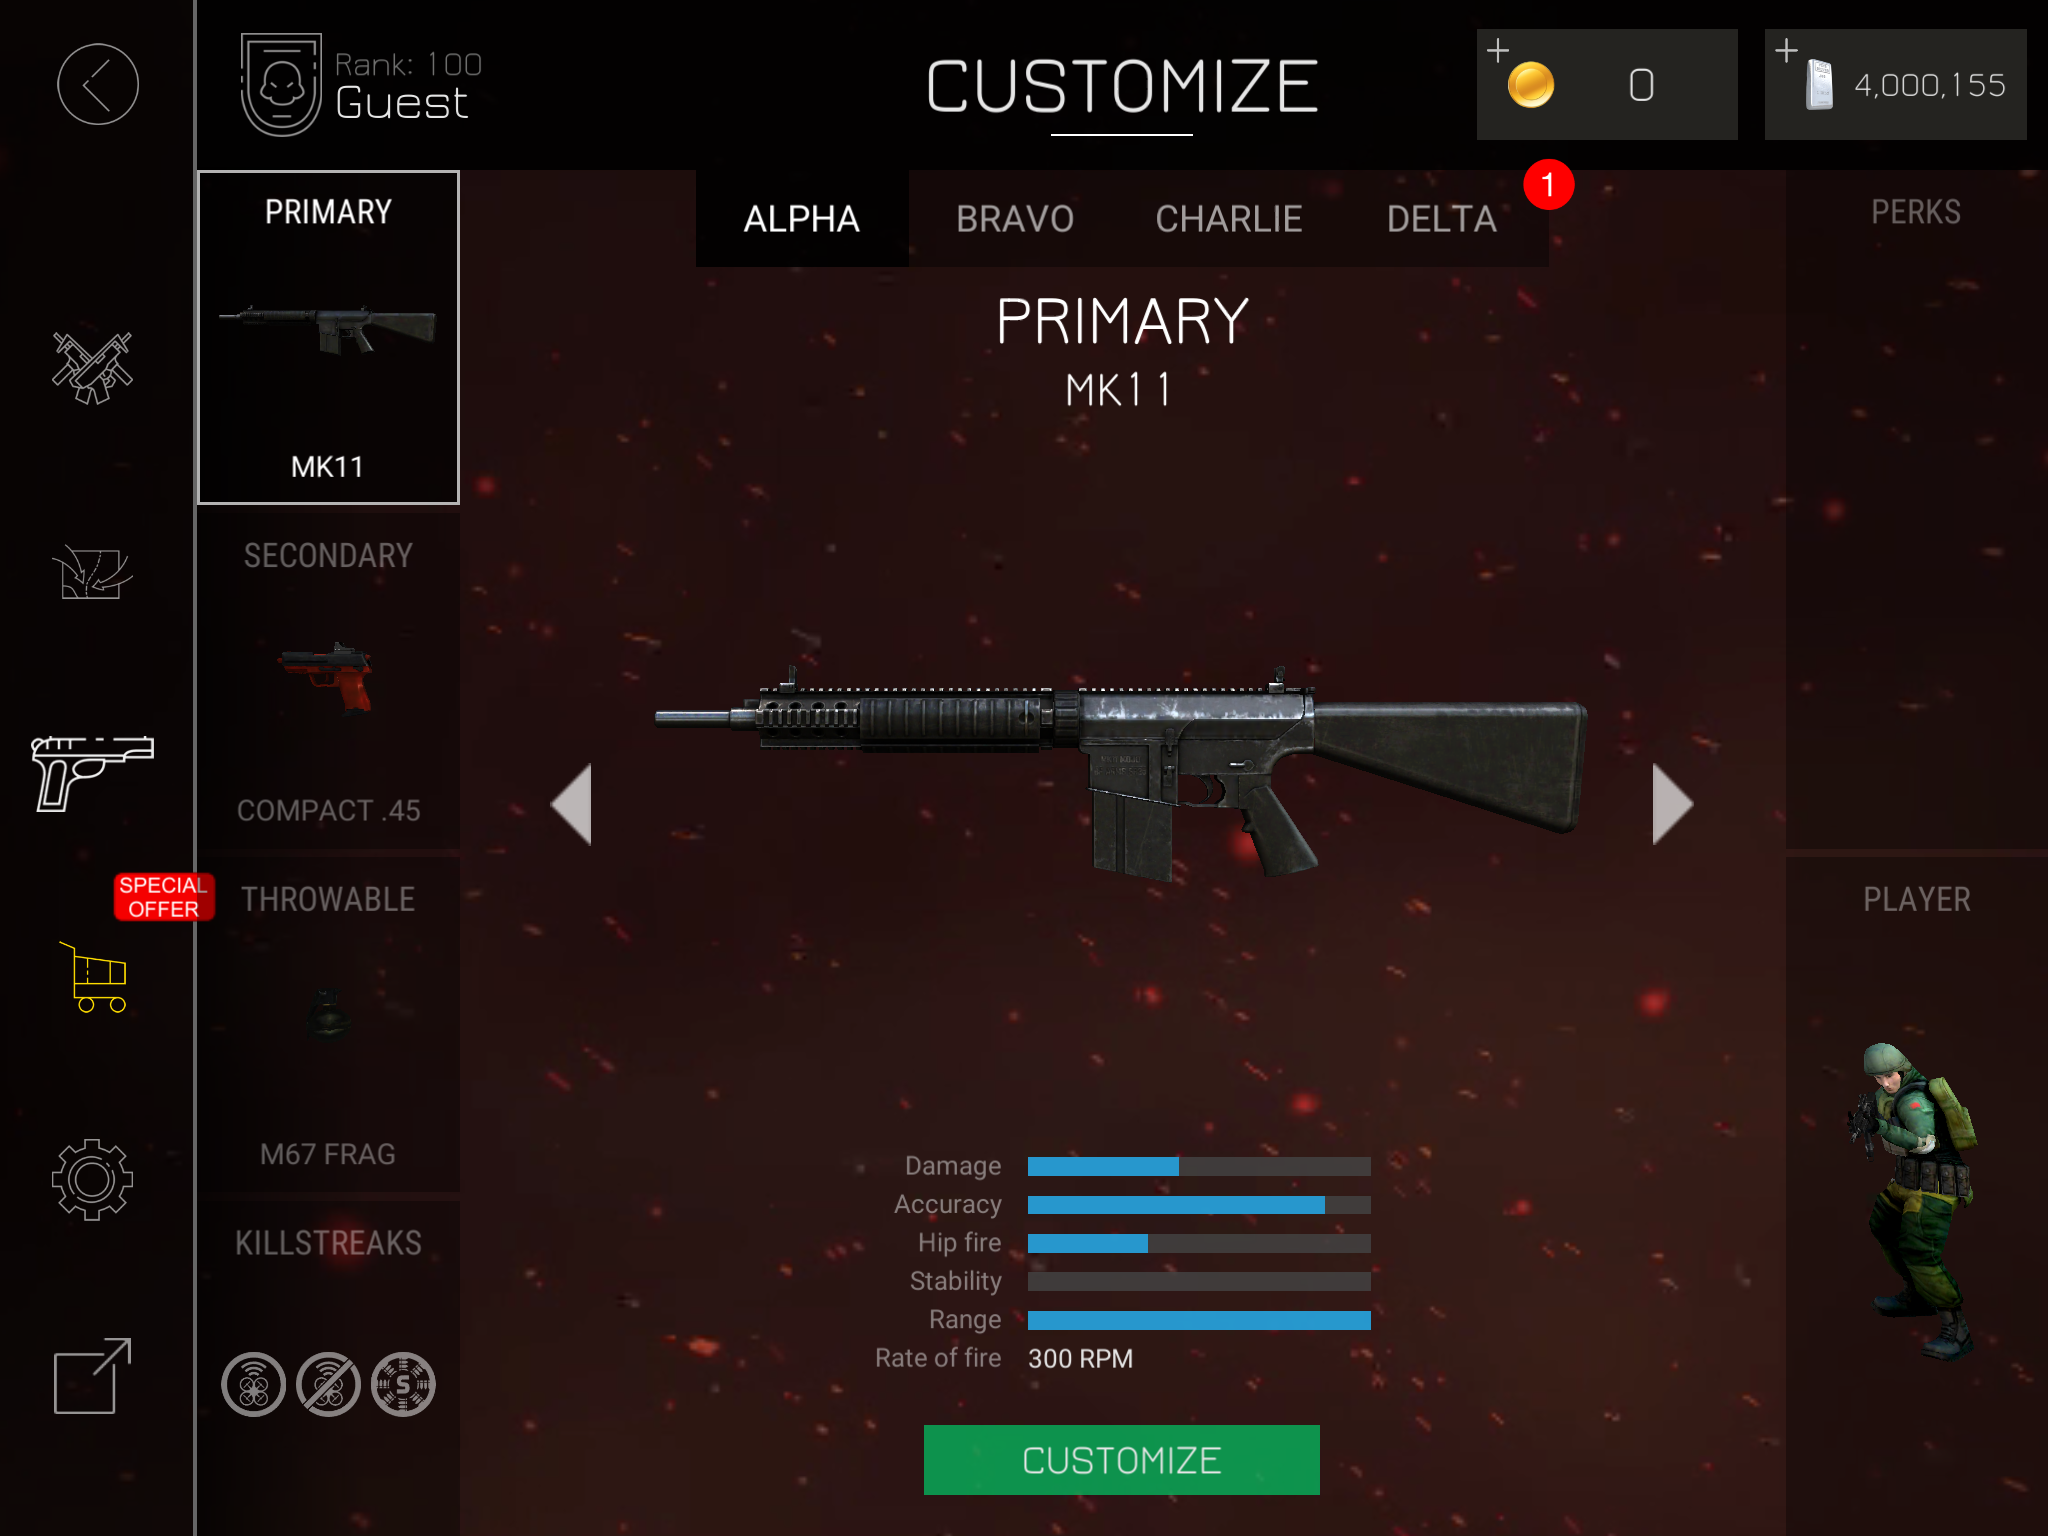 Rank: 100
Guest
CUSTOMIZE
0
4,000,155
PRIMARY
MK11
SECONDARY
COMPACT .45
THROWABLE
M67 FRAG
KILLSTREAKS
S
SPECIAL
OFFER
ALPHA
BRAVO
CHARLIE
DELTA
1
PRIMARY
MK11
Damage
Accuracy
Hip fire
Stability
Range
Rate of fire 300 RPM
CUSTOMIZE
PERKS
PLAYER